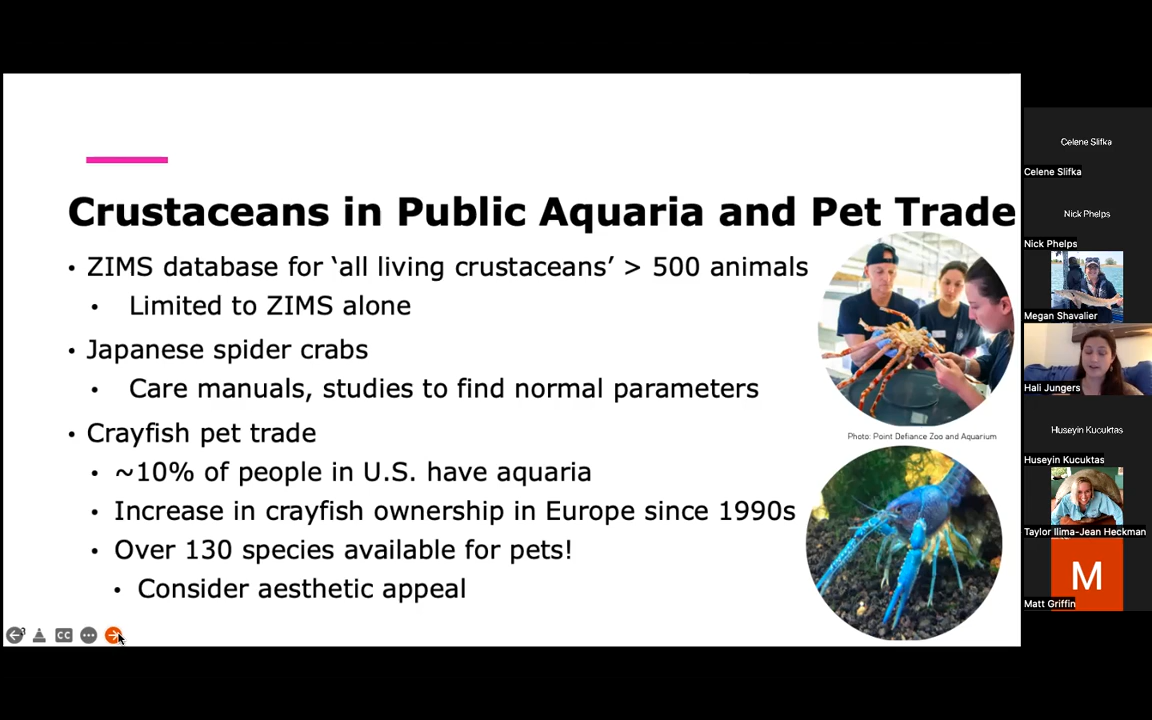 Crustaceans in Public Aquaria and Pet Trade
• ZIMS database for ‘all living crustaceans’ > 500 animals
• Limited to ZIMS alone
• Japanese spider crabs
• Care manuals, studies to find normal parameters
• Crayfish pet trade
• ~10% of people in U.S. have aquaria
• Increase in crayfish ownership in Europe since 1990s
• Over 130 species available for pets!
• Consider aesthetic appeal
Photo: Point Defiance Zoo and Aquarium
CC
Celene Slifka
Celene Slifka
Nick Phelps
Nick Phelps
Megan Shavalier
Hali Jungers
Huseyin Kucuktas
Huseyin Kucuktas
Taylor Ilima-Jean Heckman
M
Matt Griffin